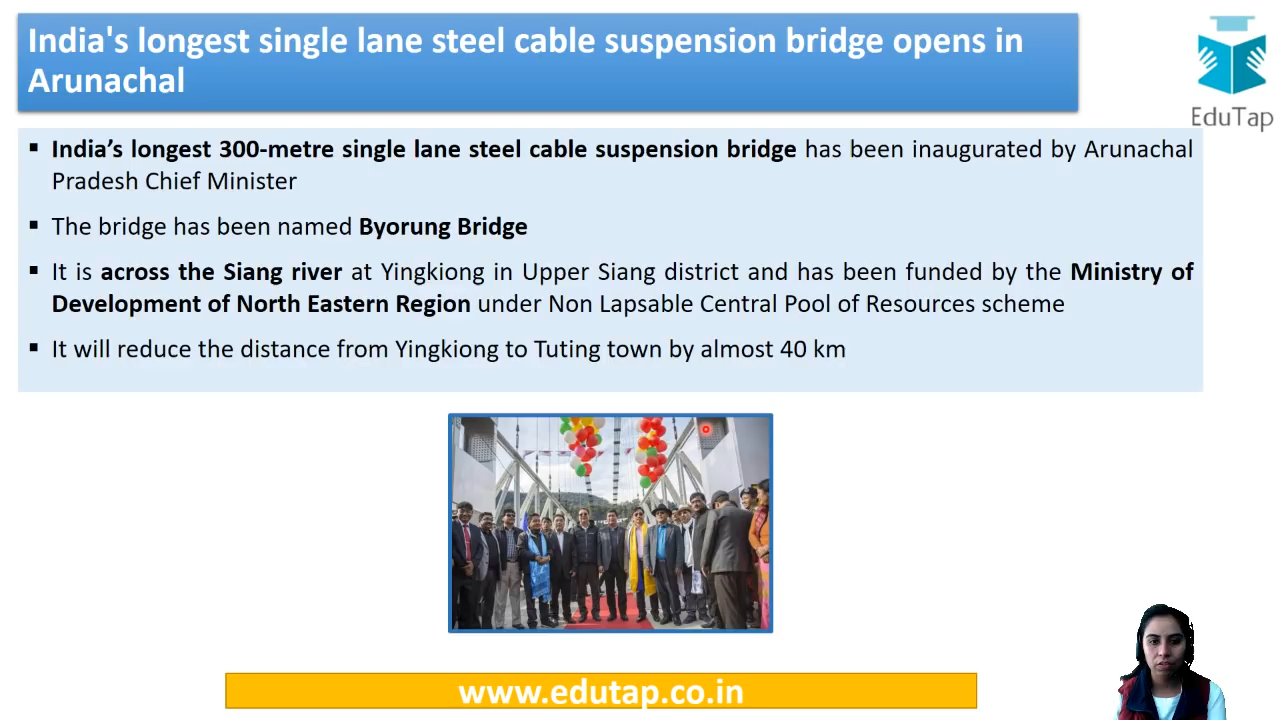 India's longest single lane steel cable suspension bridge opens in
Arunachal
EduTap
▪ India’s longest 300-metre single lane steel cable suspension bridge has been inaugurated by Arunachal
Pradesh Chief Minister
▪ The bridge has been named Byorung Bridge
▪ It is across the Siang river at Yingkiong in Upper Siang district and has been funded by the Ministry of
Development of North Eastern Region under Non Lapsable Central Pool of Resources scheme
▪ It will reduce the distance from Yingkiong to Tuting town by almost 40 km
www.edutap.co.in